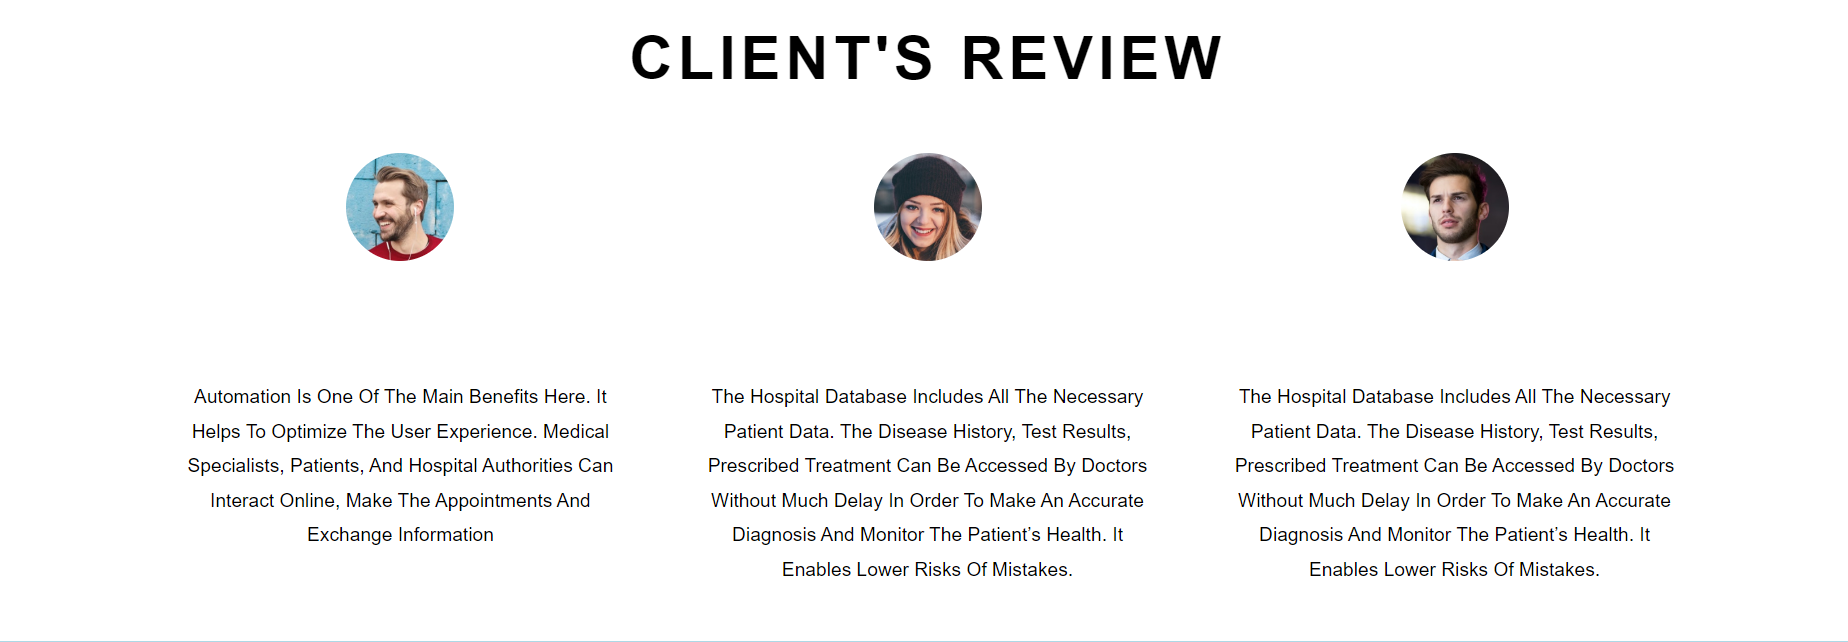 CLIENT'S REVIEW
Automation Is One Of The Main Benefits Here. It
Helps To Optimize The User Experience. Medical
Specialists, Patients, And Hospital Authorities Can
Interact Online, Make The Appointments And
Exchange Information
The Hospital Database Includes All The Necessary
Patient Data. The Disease History, Test Results,
Prescribed Treatment Can Be Accessed By Doctors
Without Much Delay In Order To Make An Accurate
Diagnosis And Monitor The Patient’s Health. It
Enables Lower Risks Of Mistakes.
The Hospital Database Includes All The Necessary
Patient Data. The Disease History, Test Results,
Prescribed Treatment Can Be Accessed By Doctors
Without Much Delay In Order To Make An Accurate
Diagnosis And Monitor The Patient’s Health. It
Enables Lower Risks Of Mistakes.